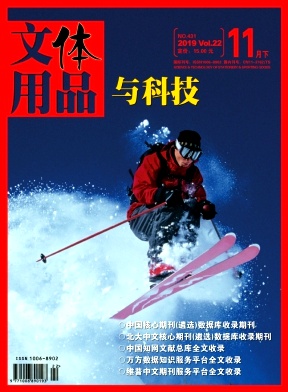 文体用品
与科技
NO.431
2019 Vol.22
11月下
中国核心期刊(遴选)数据库收录期刊
北大中文核心期刊(遴选)数据库收录期刊
中国知网文献总库全文收录
万方数据知识服务平台全文收录
维普中文期刊服务平台全文收录
ISSN 1006-8902